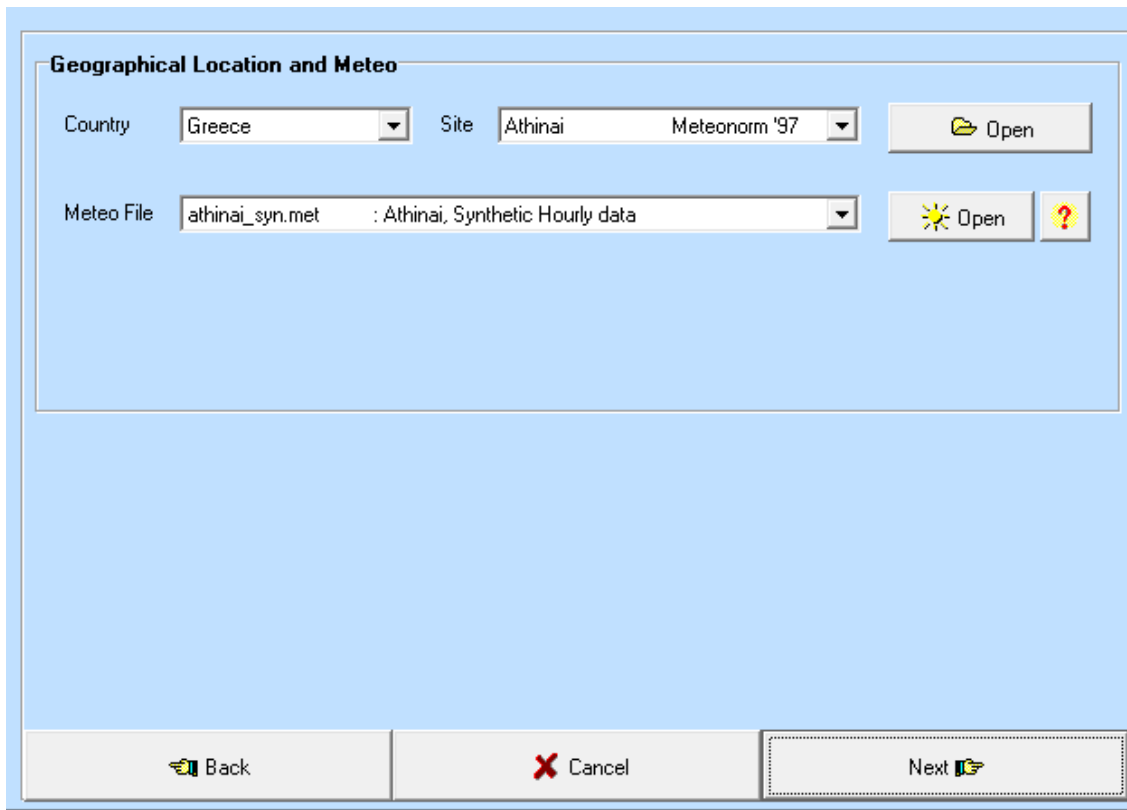 Geographical Location and Meteo
Country Greece Site Athinai Meteonorm '97 Open
Meteo File athinai_syn.met : Athinai, Synthetic Hourly data Open ?
Back Cancel Next